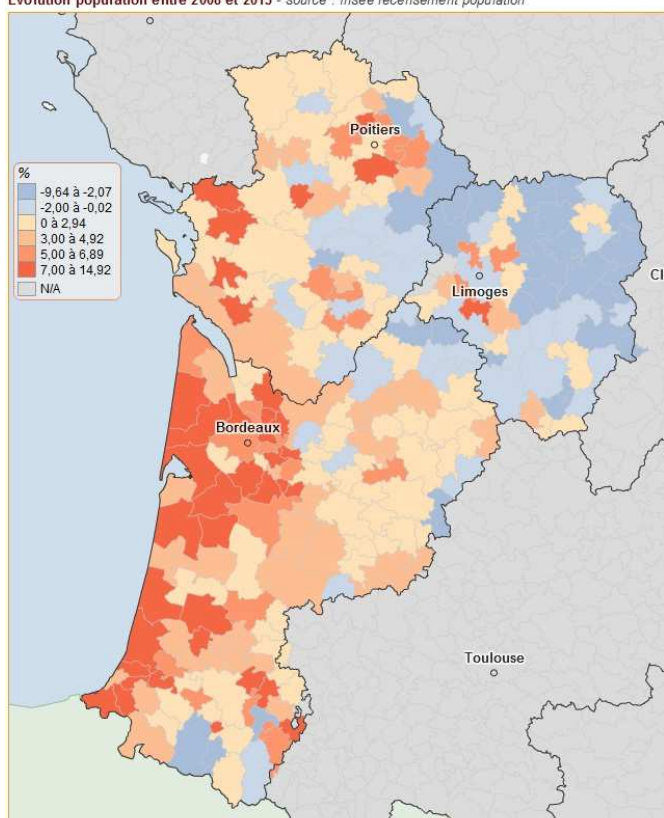 Evolution population entre 2008 et 2013 - source : Insee recensement population
Poitiers
%
-9,64 à -2,07
-2,00 à -0,02
0 à 2,94
3,00 à 4,92
5,00 à 6,89
7,00 à 14,92
N/A
Limoges
Cl
Bordeaux
Toulouse